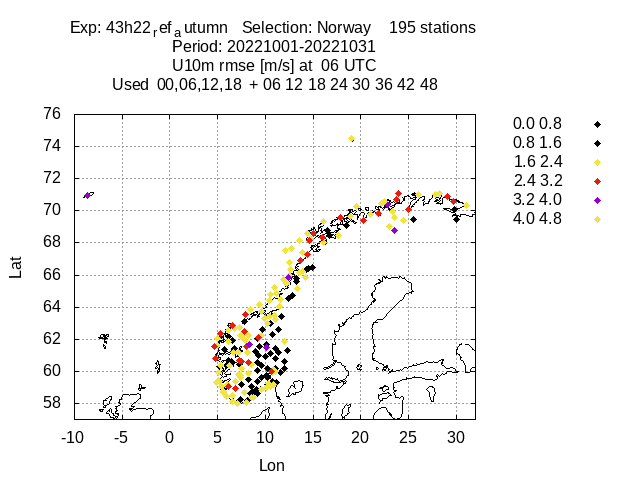 Exp: 43h22ref_autumn   Selection: Norway    195 stations
Period: 20221001-20221031
U10m rmse [m/s] at  06 UTC
Used  00,06,12,18  + 06 12 18 24 30 36 42 48
0.0 0.8
0.8 1.6
1.6 2.4
2.4 3.2
3.2 4.0
4.0 4.8
76
74
72
70
68
66
64
62
60
58
Lat
-10 -5 0 5 10 15 20 25 30
Lon